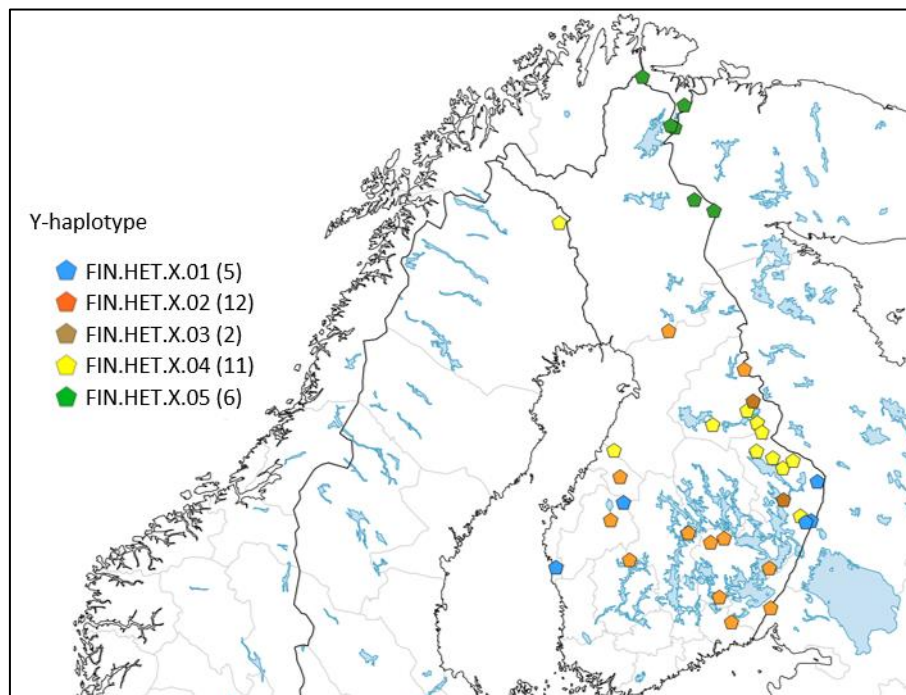 Y-haplotype
FIN.HET.X.01 (5)
FIN.HET.X.02 (12)
FIN.HET.X.03 (2)
FIN.HET.X.04 (11)
FIN.HET.X.05 (6)